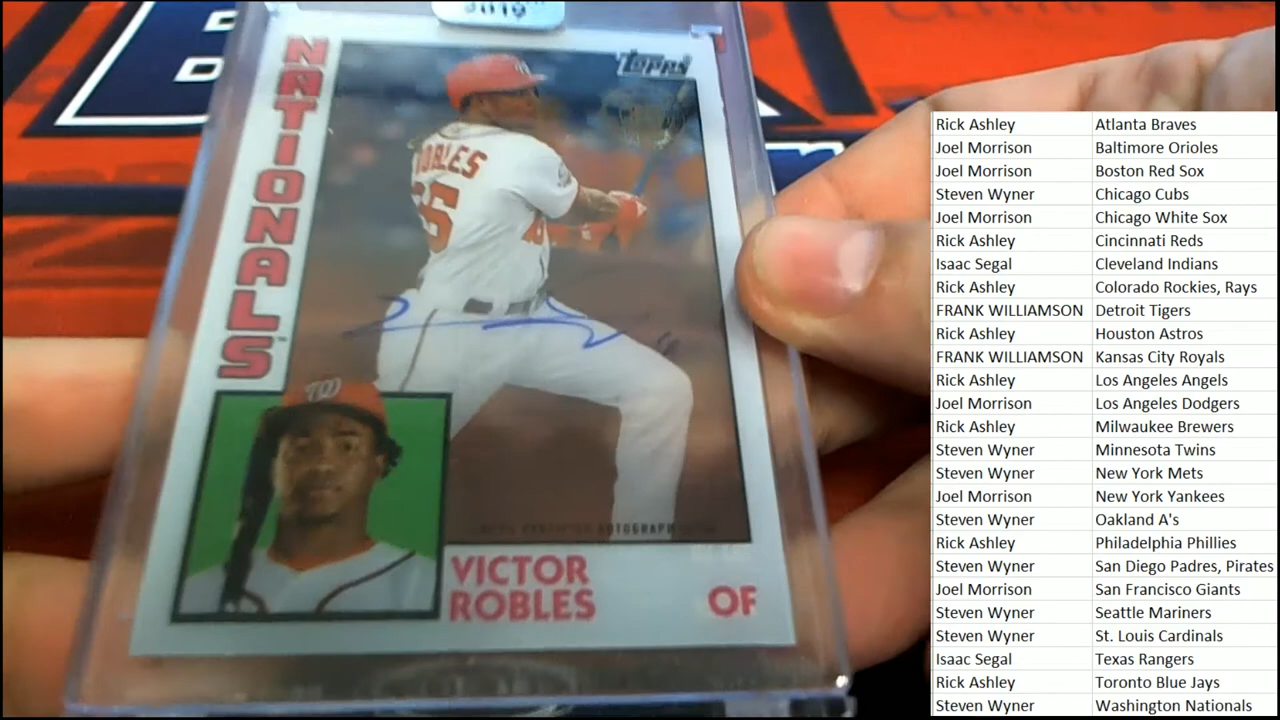 NATIONALS™
Topps
ROBLES
VICTOR
ROBLES
OF
Rick Ashley Atlanta Braves
Joel Morrison Baltimore Orioles
Joel Morrison Boston Red Sox
Steven Wyner Chicago Cubs
Joel Morrison Chicago White Sox
Rick Ashley Cincinnati Reds
Isaac Segal Cleveland Indians
Rick Ashley Colorado Rockies, Rays
FRANK WILLIAMSON Detroit Tigers
Rick Ashley Houston Astros
FRANK WILLIAMSON Kansas City Royals
Rick Ashley Los Angeles Angels
Joel Morrison Los Angeles Dodgers
Rick Ashley Milwaukee Brewers
Steven Wyner Minnesota Twins
Steven Wyner New York Mets
Joel Morrison New York Yankees
Steven Wyner Oakland A's
Rick Ashley Philadelphia Phillies
Steven Wyner San Diego Padres, Pirates
Joel Morrison San Francisco Giants
Steven Wyner Seattle Mariners
Steven Wyner St. Louis Cardinals
Isaac Segal Texas Rangers
Rick Ashley Toronto Blue Jays
Steven Wyner Washington Nationals